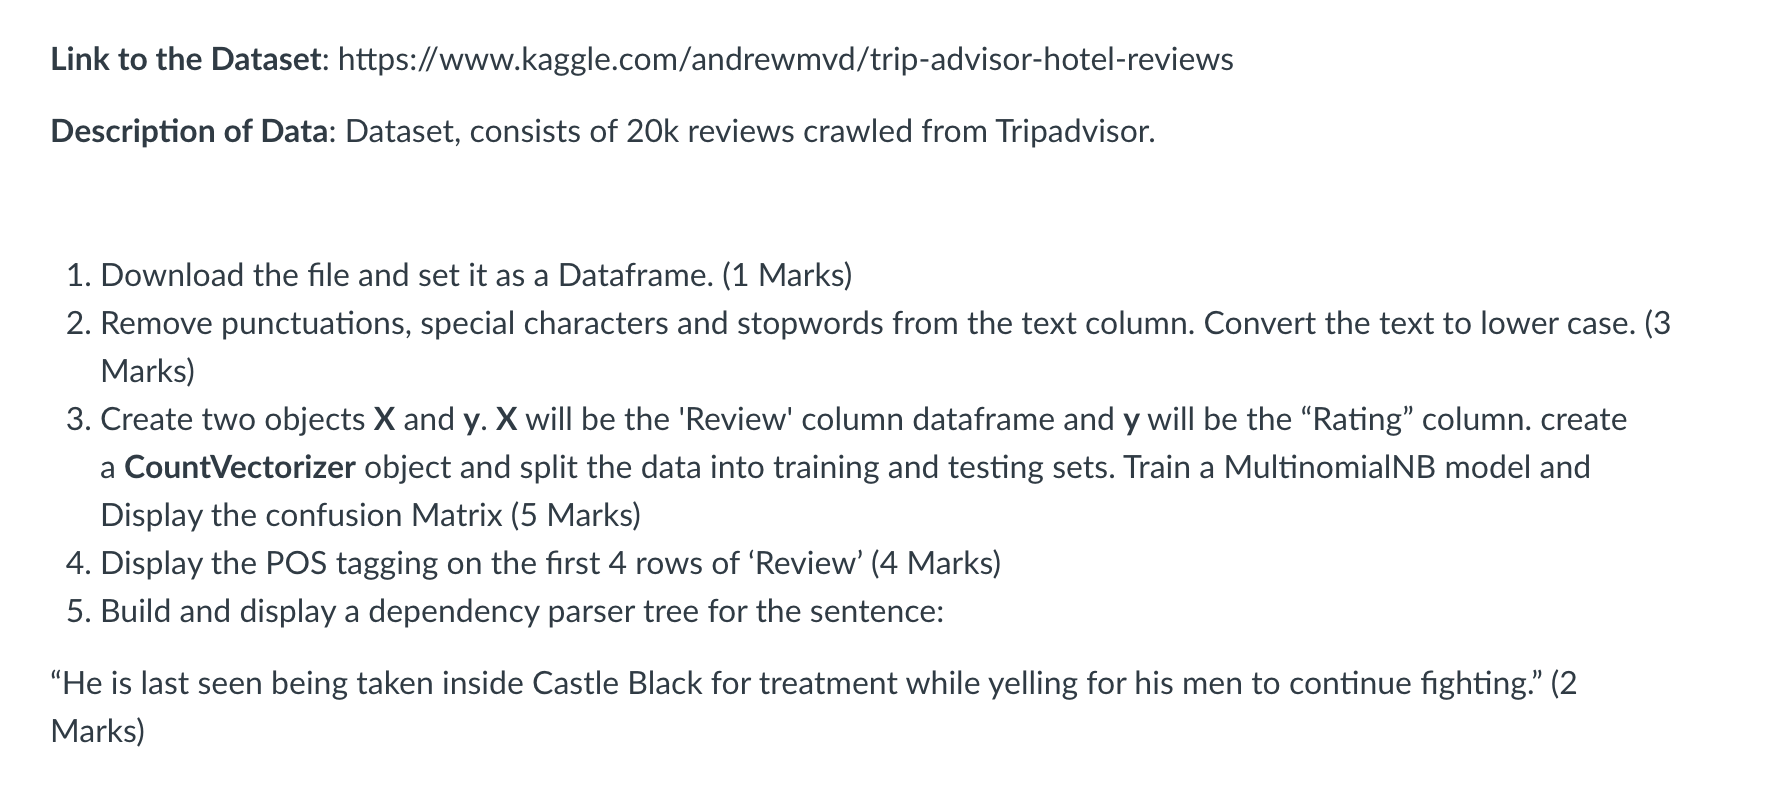 Link to the Dataset: https://www.kaggle.com/andrewmvd/trip-advisor-hotel-reviews
Description of Data: Dataset, consists of 20k reviews crawled from Tripadvisor.
1. Download the file and set it as a Dataframe. (1 Marks)
2. Remove punctuations, special characters and stopwords from the text column. Convert the text to lower case. (3
Marks)
3. Create two objects X and y. X will be the 'Review' column dataframe and y will be the “Rating” column. create
a CountVectorizer object and split the data into training and testing sets. Train a MultinomialNB model and
Display the confusion Matrix (5 Marks)
4. Display the POS tagging on the first 4 rows of ‘Review’ (4 Marks)
5. Build and display a dependency parser tree for the sentence:
“He is last seen being taken inside Castle Black for treatment while yelling for his men to continue fighting.” (2
Marks)